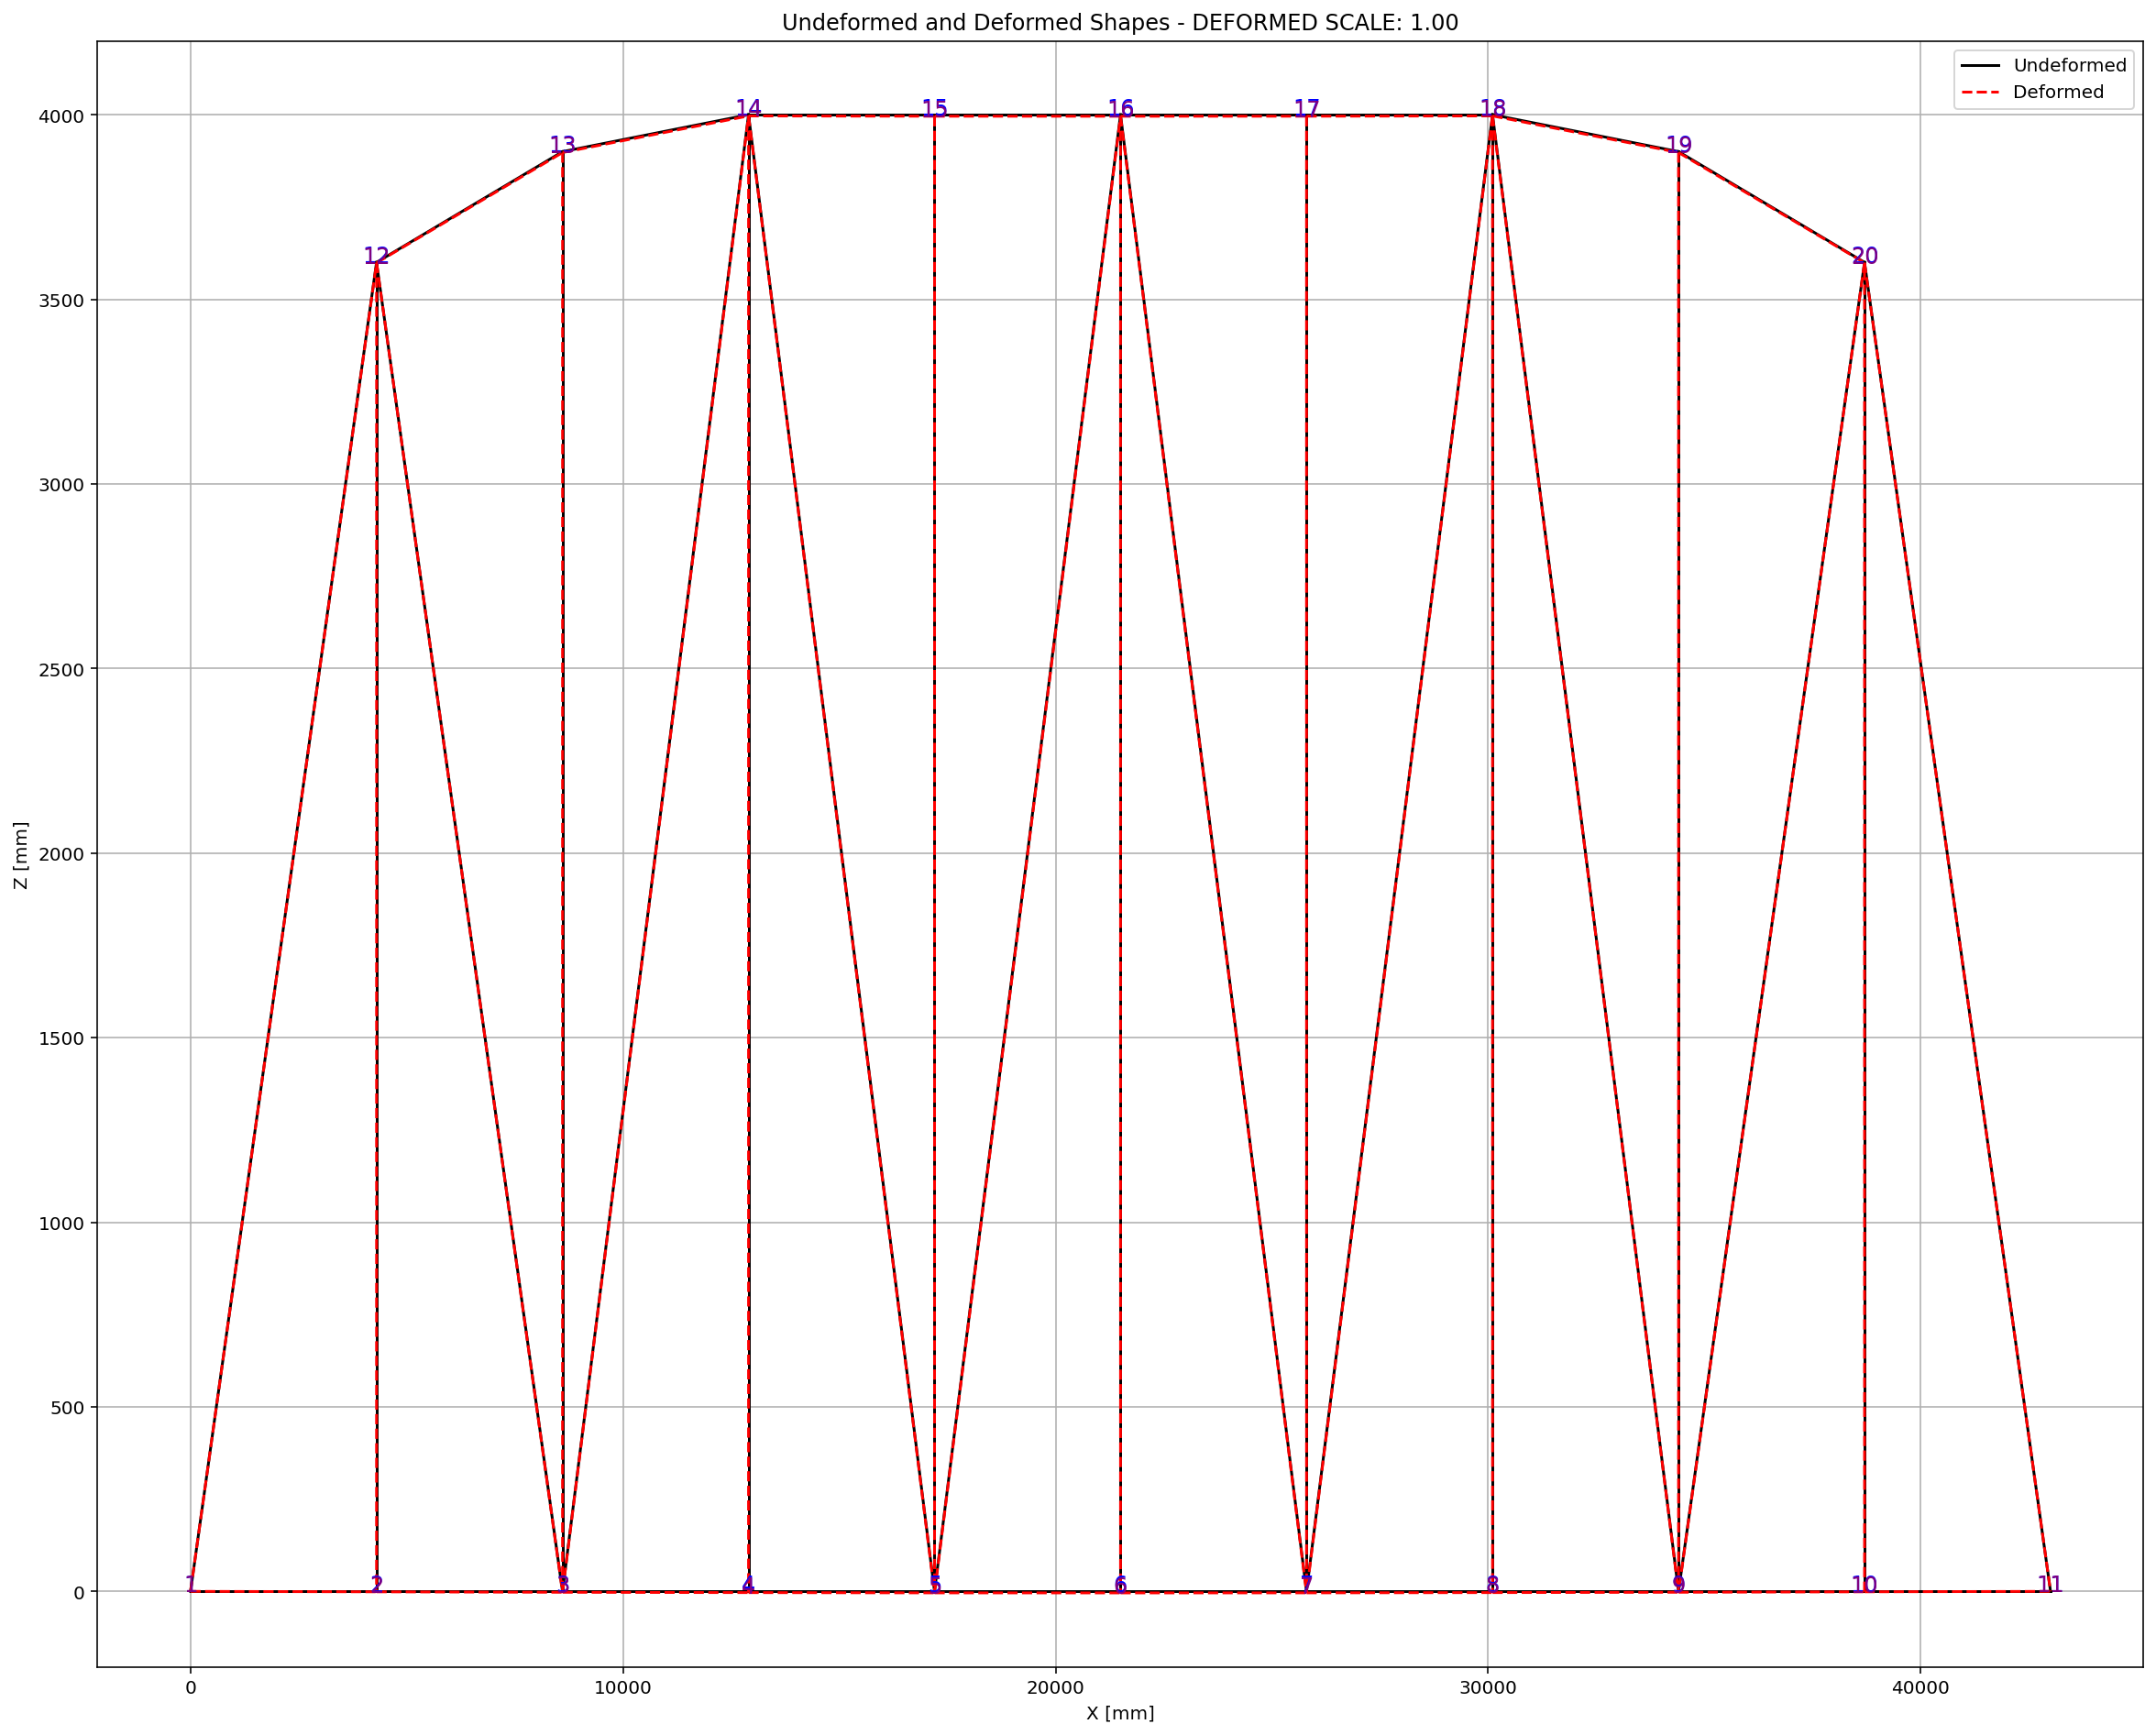 Undeformed and Deformed Shapes - DEFORMED SCALE: 1.00
Undeformed
Deformed
4000
3500
3000
2500
2000
1500
1000
500
0
Z [mm]
14 15 16 17 18
13 19
12 20
1 2 3 4 5 6 7 8 9 10 11
0 10000 20000 30000 40000
X [mm]